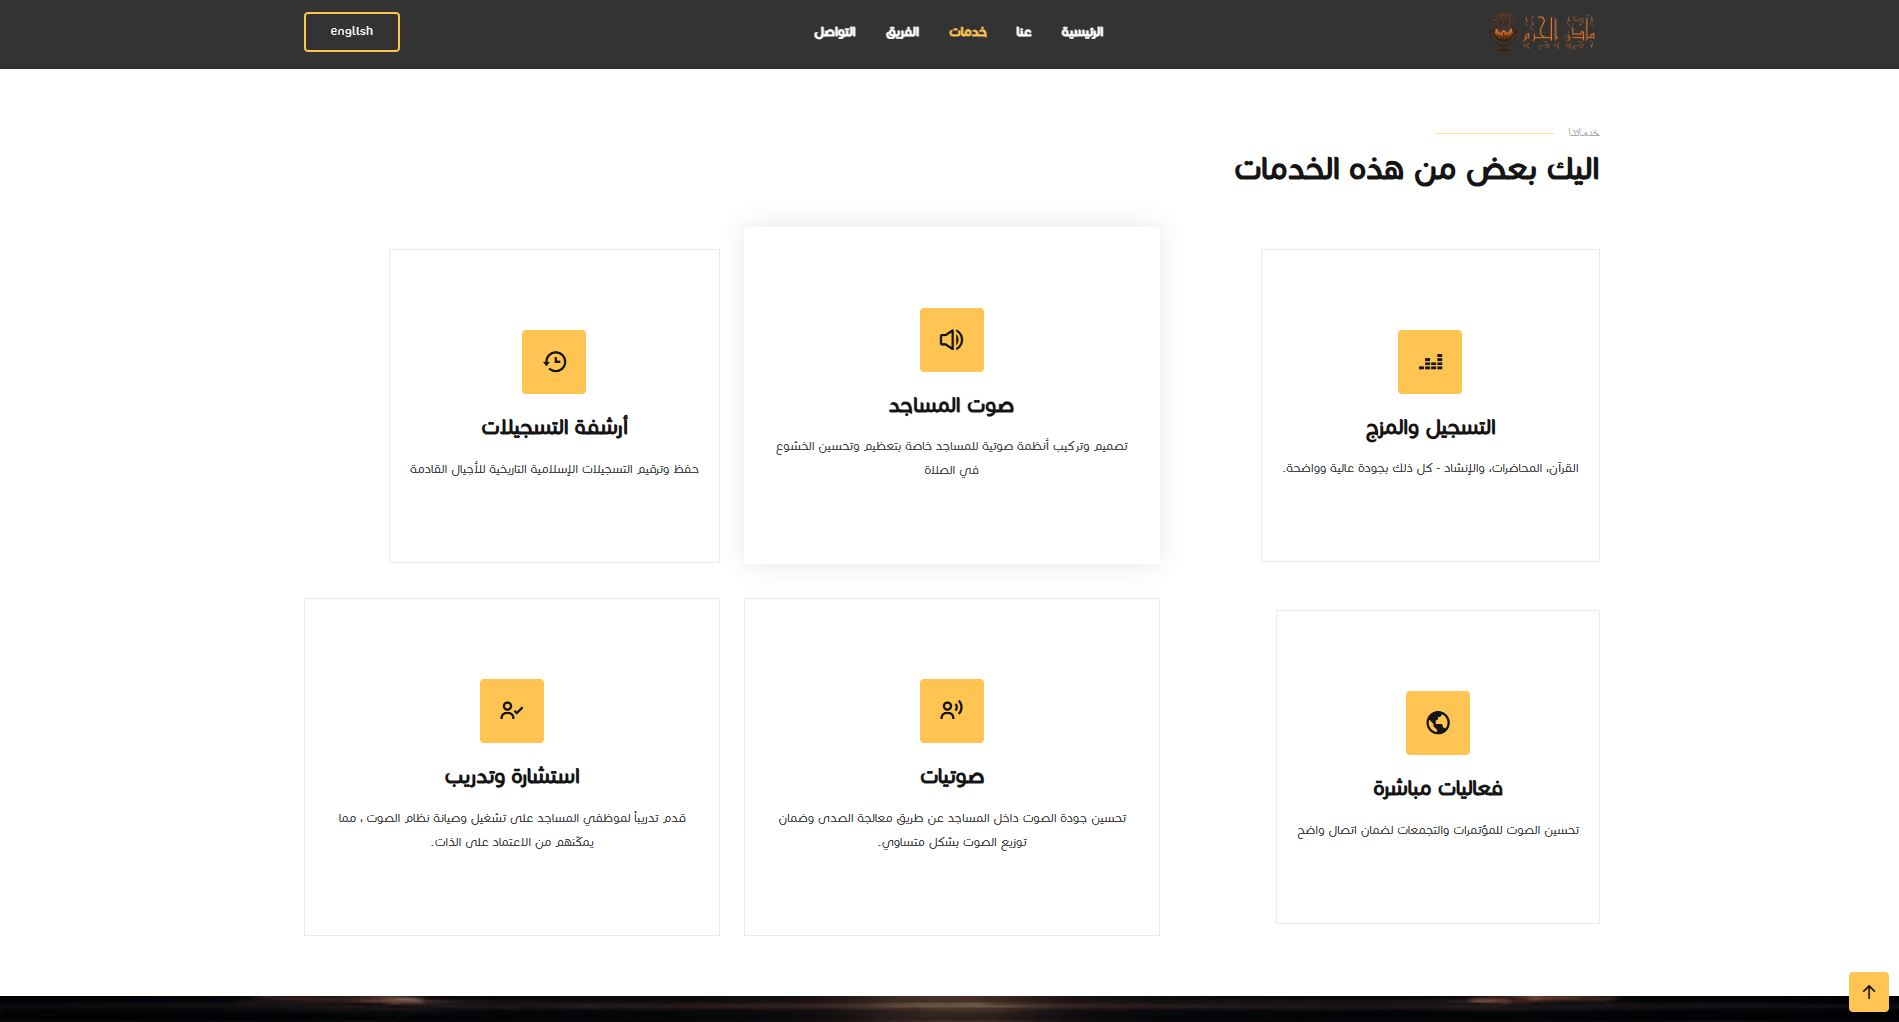 مآذن الحرم
الرئيسية
عنا
خدمات
الفريق
التواصل
english
خدماتنا
اليك بعض من هذه الخدمات
التسجيل والمزج
القرآن، المحاضرات، والإنشاد - كل ذلك بجودة عالية وواضحة.
صوت المساجد
تصميم وتركيب أنظمة صوتية للمساجد خاصة بتعظيم وتحسين الخشوع
في الصلاة
أرشفة التسجيلات
حفظ وترقيم التسجيلات الإسلامية التاريخية للأجيال القادمة
فعاليات مباشرة
تحسين الصوت للمؤتمرات والتجمعات لضمان اتصال واضح
صوتيات
تحسين جودة الصوت داخل المساجد عن طريق معالجة الصدى وضمان
توزيع الصوت بشكل متساوي.
استشارة وتدريب
قدم تدريباً لموظفي المساجد على تشغيل وصيانة نظام الصوت ، مما
يمكّنهم من الاعتماد على الذات.